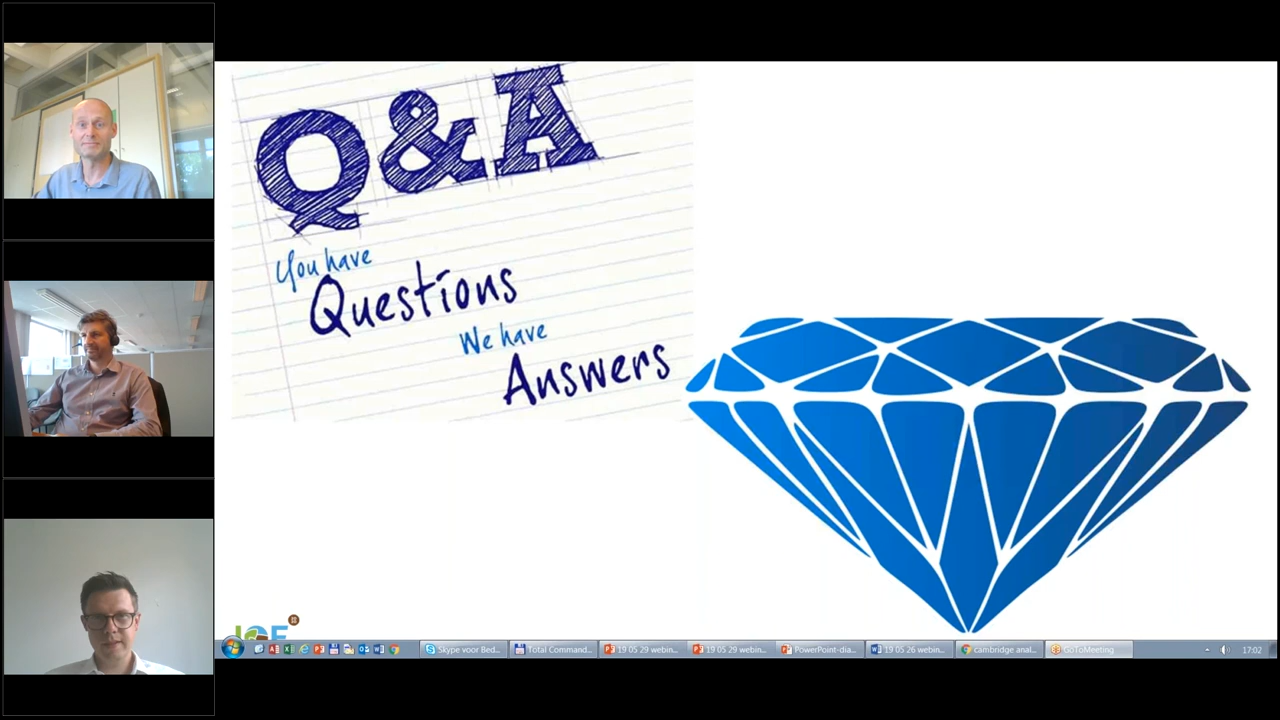 Q&A
You have
Questions
We have
Answers
Skype voor Bed...
Total Command...
19 05 29 webin...
19 05 29 webin...
PowerPoint-dia...
19 05 26 webin...
cambridge anal...
GoToMeeting
17:02